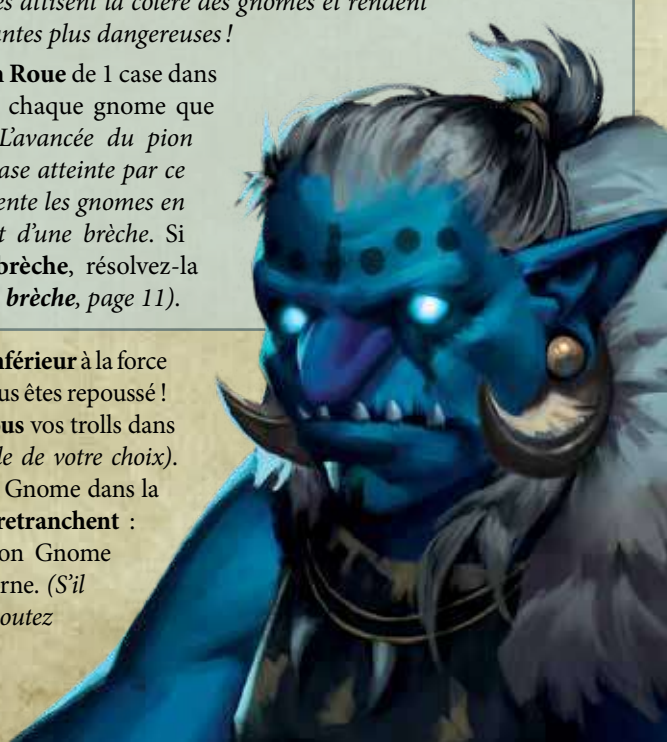 es attisent la colère des gnomes et rendent
antes plus dangereuses !
n Roue de 1 case dans
chaque gnome que
L'avancée du pion
ase atteinte par ce
ente les gnomes en
t d'une brèche. Si
brèche, résolvez-la
brèche, page 11).
nférieur à la force
us êtes repoussé !
ous vos trolls dans
le de votre choix).
Gnome dans la
retranchent :
on Gnome
rne. (S'il
outez